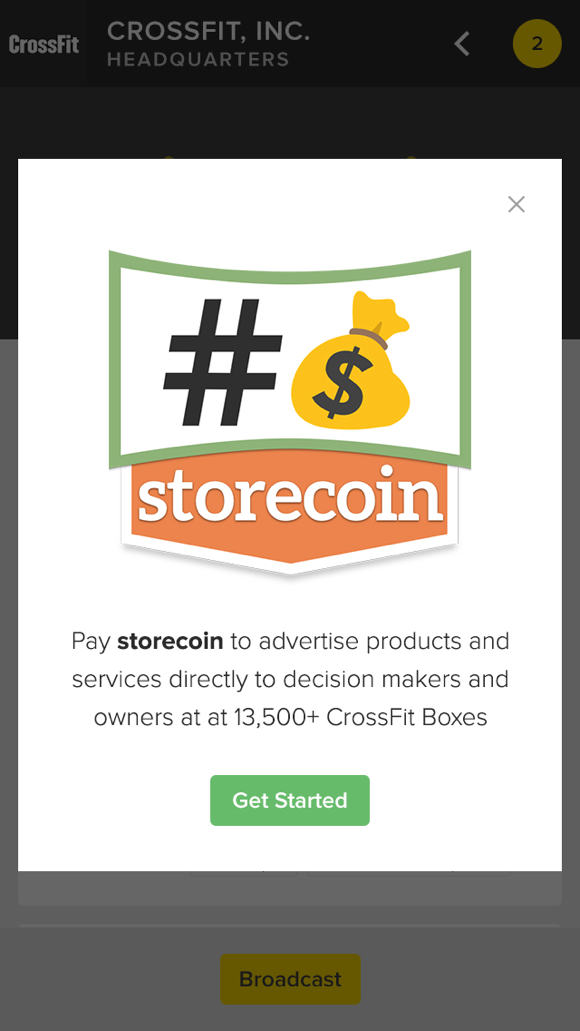 CrossFit
CROSSFIT, INC.
HEADQUARTERS
2
#$
storecoin
Pay storecoin to advertise products and
services directly to decision makers and
owners at at 13,500+ CrossFit Boxes
Get Started
Broadcast